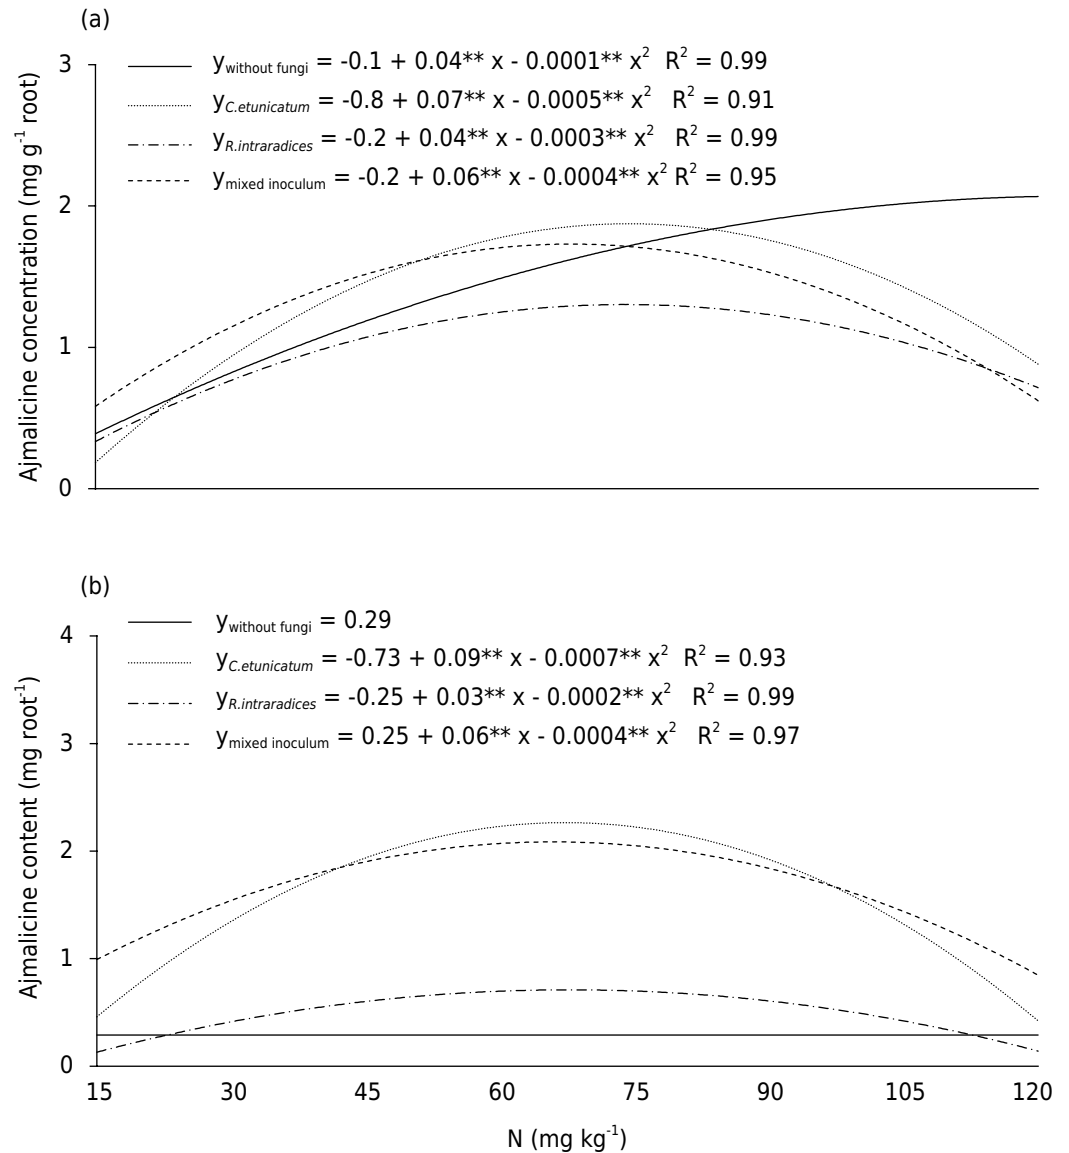 (a)
Ajmalicine concentration (mg g⁻¹ root)
3
2
1
0
y without fungi = -0.1 + 0.04** x - 0.0001** x² R² = 0.99
y C.etunicatum = -0.8 + 0.07** x - 0.0005** x² R² = 0.91
y R.intraradices = -0.2 + 0.04** x - 0.0003** x² R² = 0.99
y mixed inoculum = -0.2 + 0.06** x - 0.0004** x² R² = 0.95
(b)
Ajmalicine content (mg root⁻¹)
4
3
2
1
0
y without fungi = 0.29
y C.etunicatum = -0.73 + 0.09** x - 0.0007** x² R² = 0.93
y R.intraradices = -0.25 + 0.03** x - 0.0002** x² R² = 0.99
y mixed inoculum = 0.25 + 0.06** x - 0.0004** x² R² = 0.97
15 30 45 60 75 90 105 120
N (mg kg⁻¹)